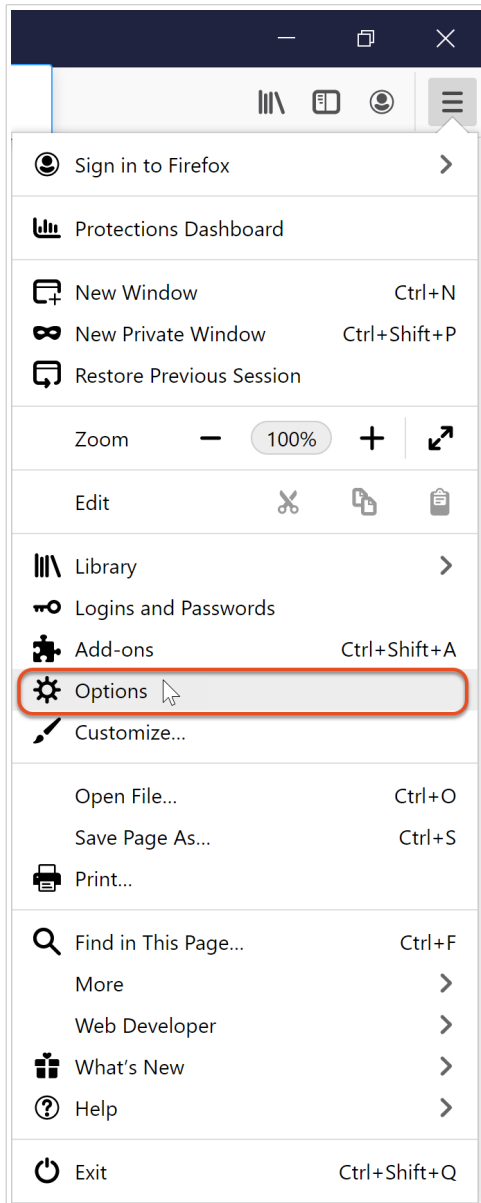 Sign in to Firefox
Protections Dashboard
New Window Ctrl+N
New Private Window Ctrl+Shift+P
Restore Previous Session
Zoom 100%
Edit
Library
Logins and Passwords
Add-ons Ctrl+Shift+A
Options
Customize...
Open File... Ctrl+O
Save Page As... Ctrl+S
Print...
Find in This Page... Ctrl+F
More
Web Developer
What's New
Help
Exit Ctrl+Shift+Q